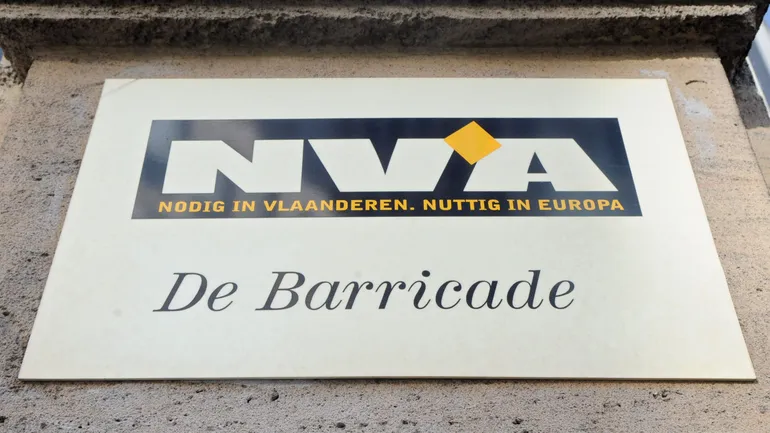 NVA
NODIG IN VLAANDEREN. NUTTIG IN EUROPA
De Barricade